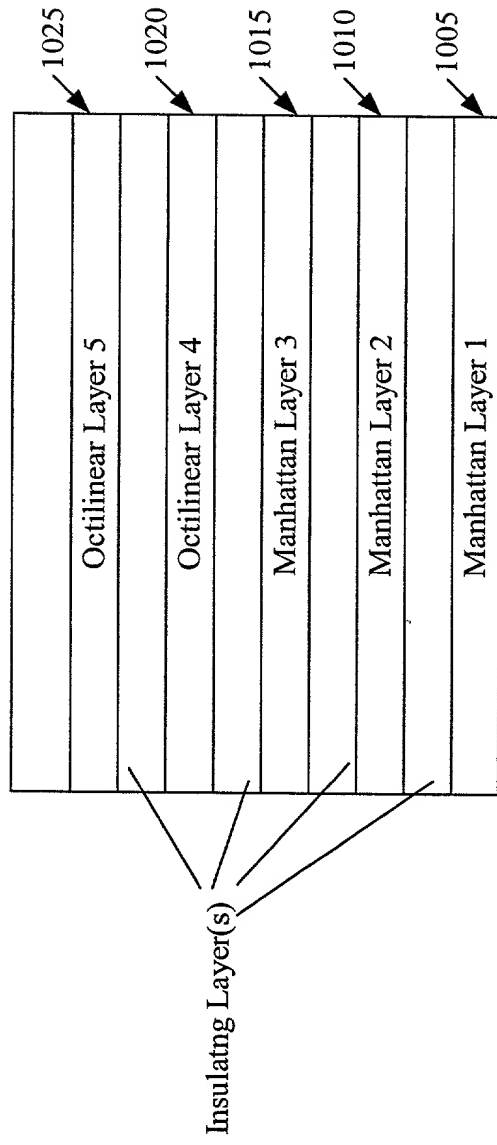 1025
Octilinear Layer 5
1020
Octilinear Layer 4
1015
Manhattan Layer 3
1010
Manhattan Layer 2
1005
Manhattan Layer 1
Insulatng Layer(s)